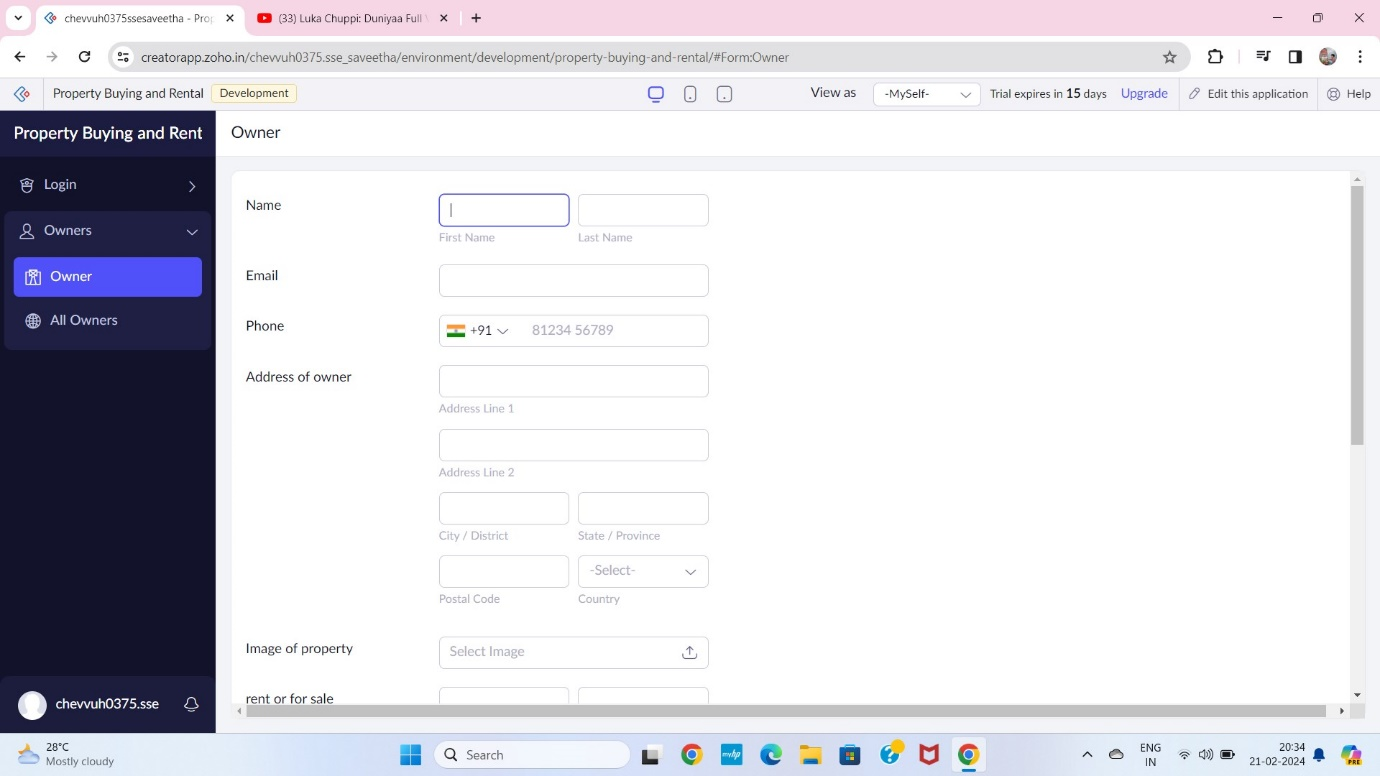 chevvuh0375ssesaveetha - Prop
(33) Luka Chuppi: Duniyaa Full V
creatorapp.zoho.in/chevvuh0375.sse_saveetha/environment/development/property-buying-and-rental/#Form:Owner
Property Buying and Rental Development View as -MySelf- Trial expires in 15 days Upgrade Edit this application Help
Property Buying and Rent
Owner
Login
Owners
Owner
All Owners
Name
First Name Last Name
Email
Phone +91 81234 56789
Address of owner
Address Line 1
Address Line 2
City / District State / Province
-Select-
Postal Code Country
Image of property Select Image
rent or for sale
chevvuh0375.sse
28°C
Mostly cloudy
Search
myhp
ENG
IN
20:34
21-02-2024
PRE